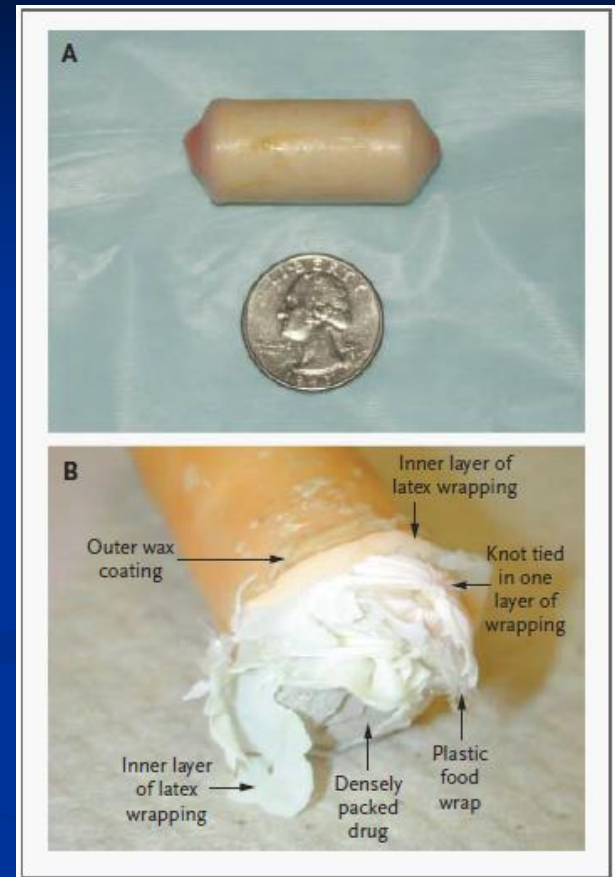 A
LIBERTY
B
Inner layer of
latex wrapping
Outer wax
coating
Knot tied
in one
layer of
wrapping
Inner layer
of latex
wrapping
Densely
packed
drug
Plastic
food
wrap